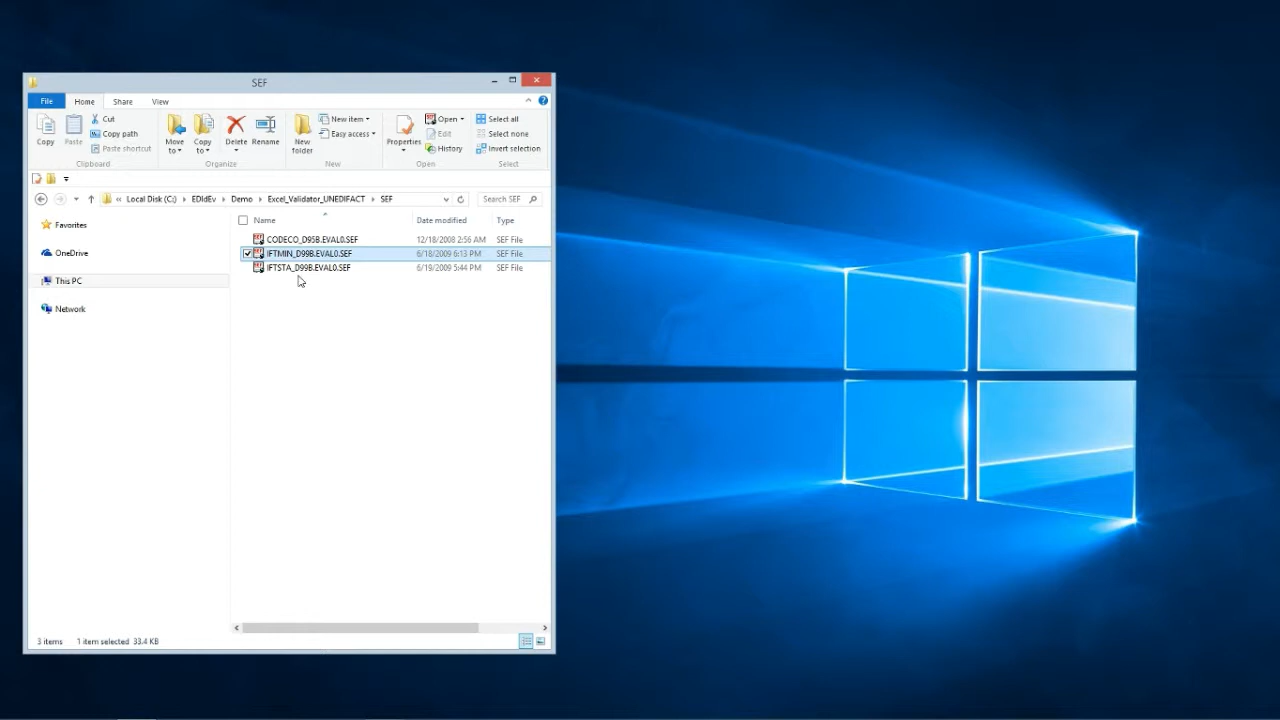 SEF
File Home Share View
Copy
Paste
Cut
Copy path
Paste shortcut
Clipboard
Move to
Copy to
Delete
Rename
Organize
New folder
New item
Easy access
New
Properties
Open
Edit
History
Open
Select all
Select none
Invert selection
Select
« Local Disk (C:) EDIdEv Demo Excel_Validator_UNEDIFACT SEF
Search SEF
Favorites
OneDrive
This PC
Network
Name Date modified Type
CODECO_D95B.EVAL0.SEF 12/18/2008 2:56 AM SEF File
IFTMIN_D99B.EVAL0.SEF 6/18/2009 6:13 PM SEF File
IFTSTA_D99B.EVAL0.SEF 6/19/2009 5:44 PM SEF File
3 items 1 item selected 33.4 KB